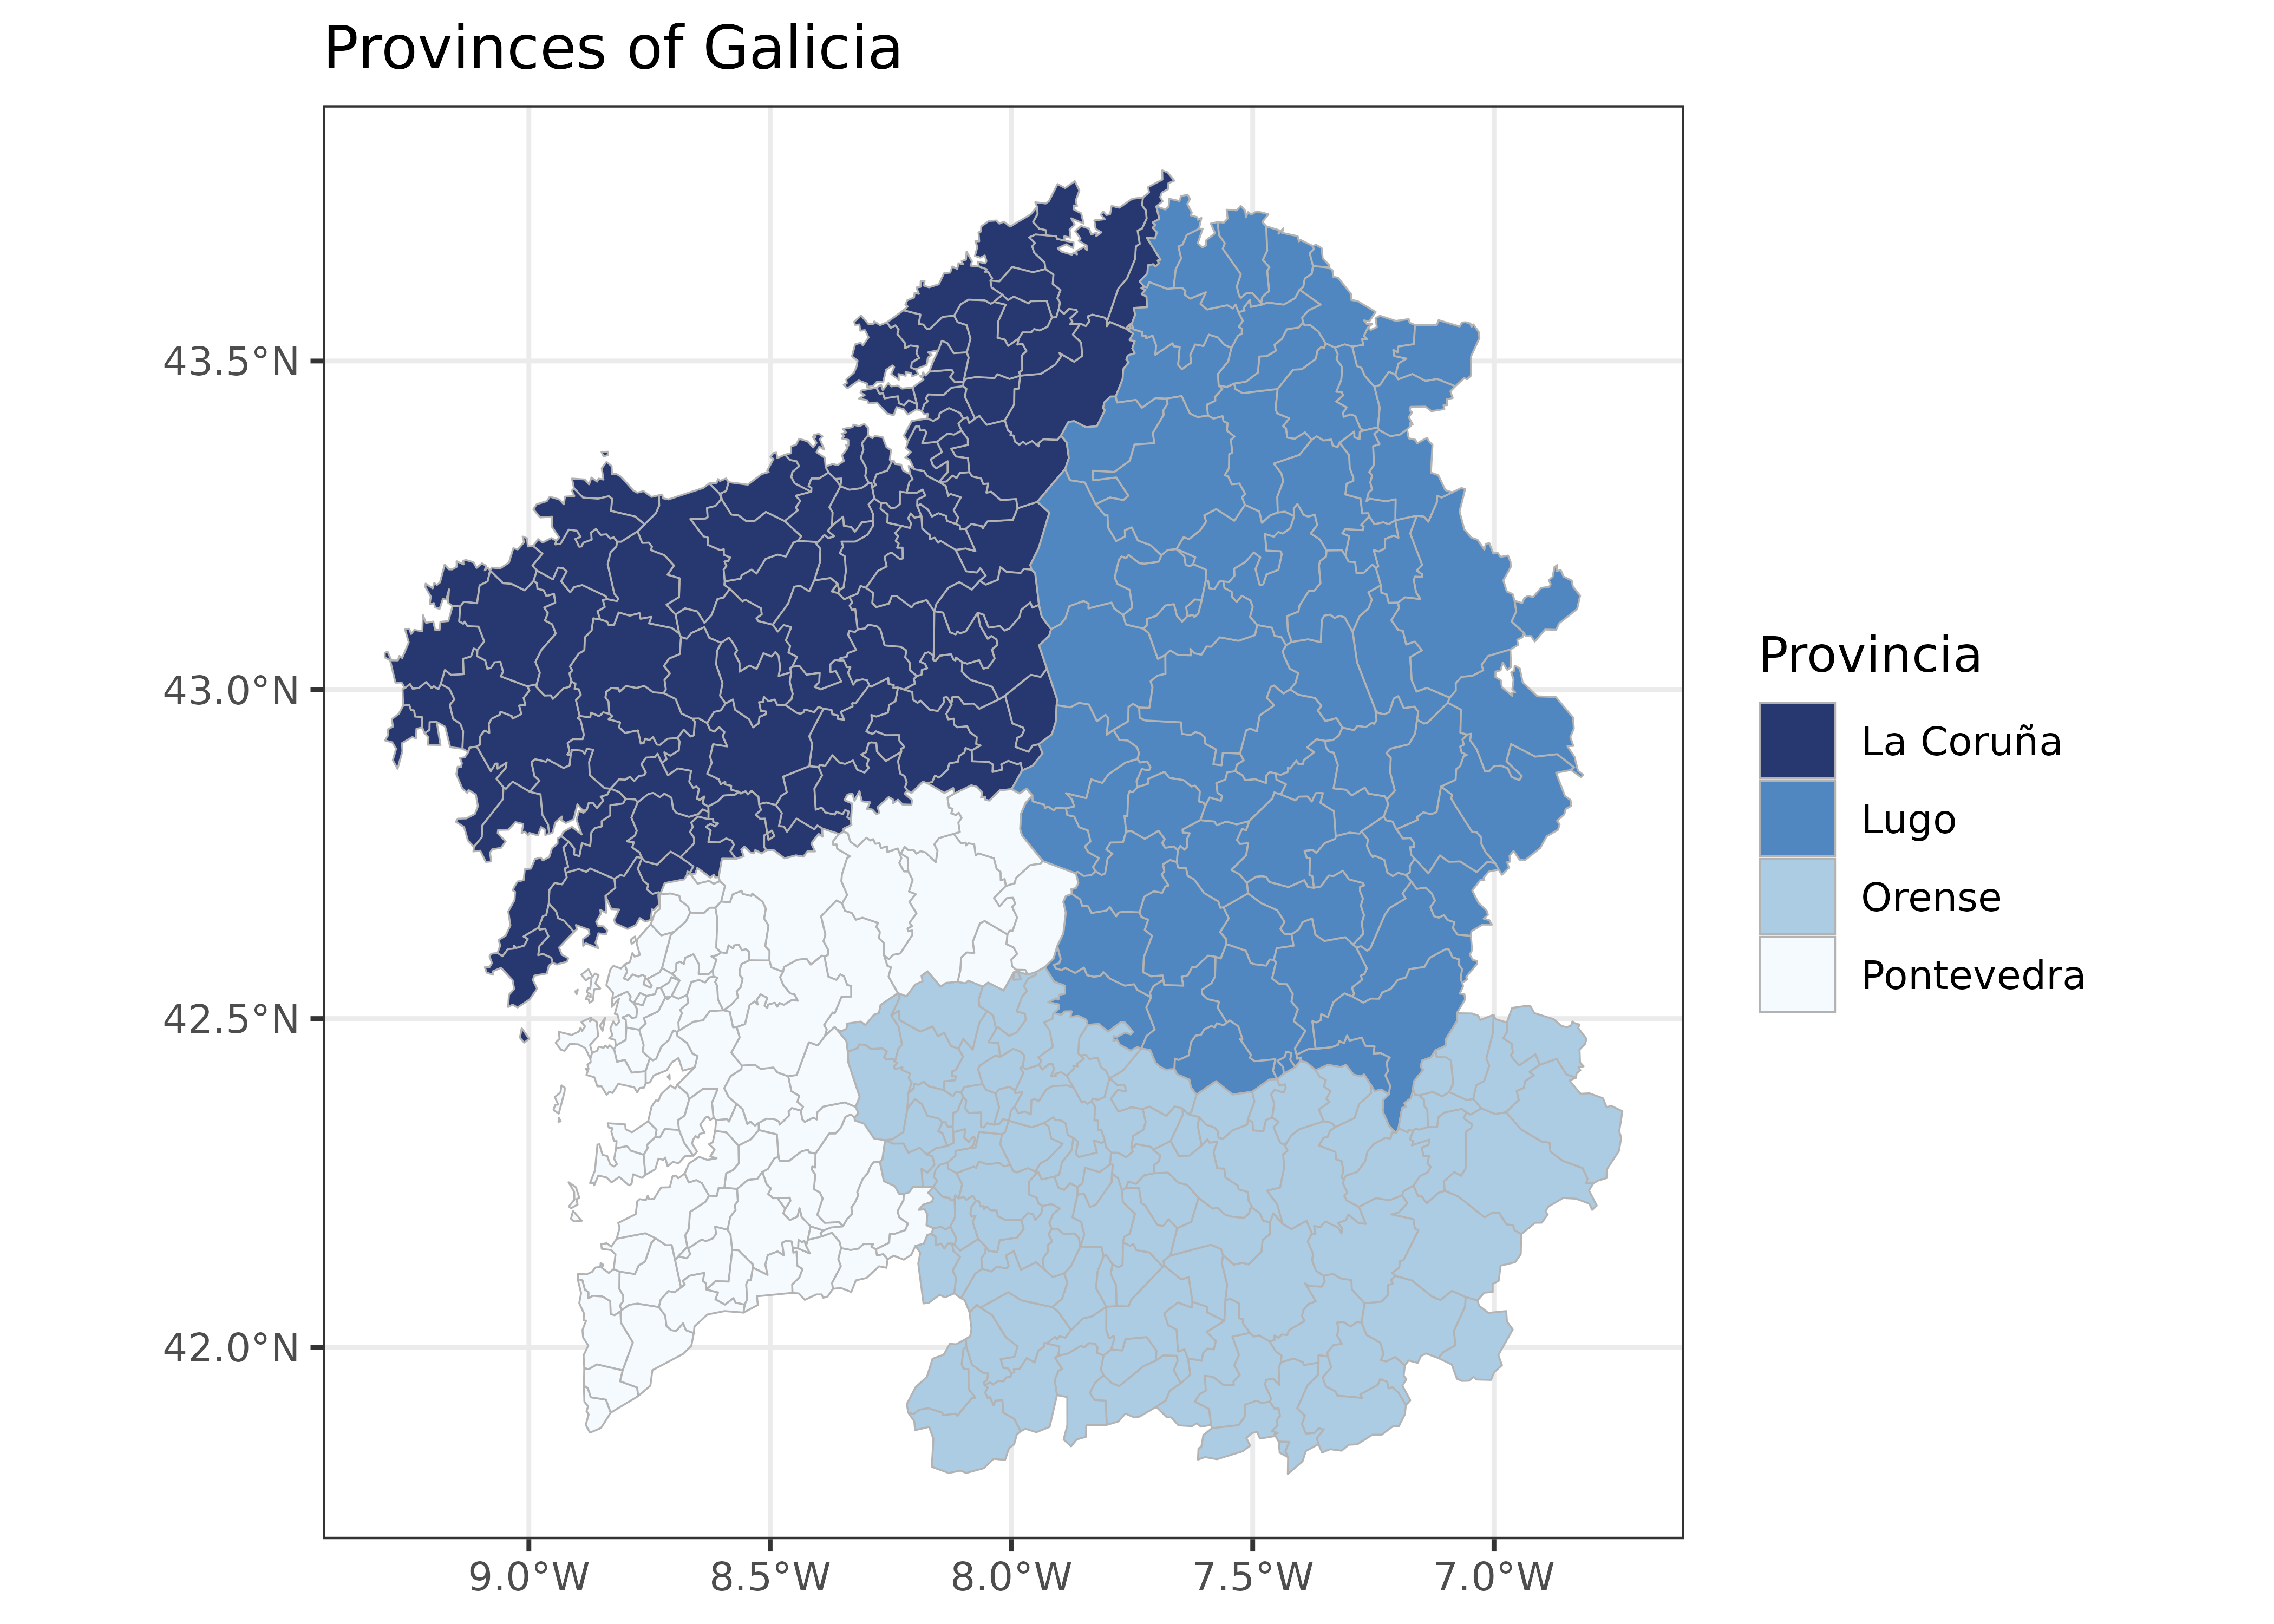 Provinces of Galicia
43.5°N
43.0°N
42.5°N
42.0°N
9.0°W
8.5°W
8.0°W
7.5°W
7.0°W
Provincia
La Coruña
Lugo
Orense
Pontevedra